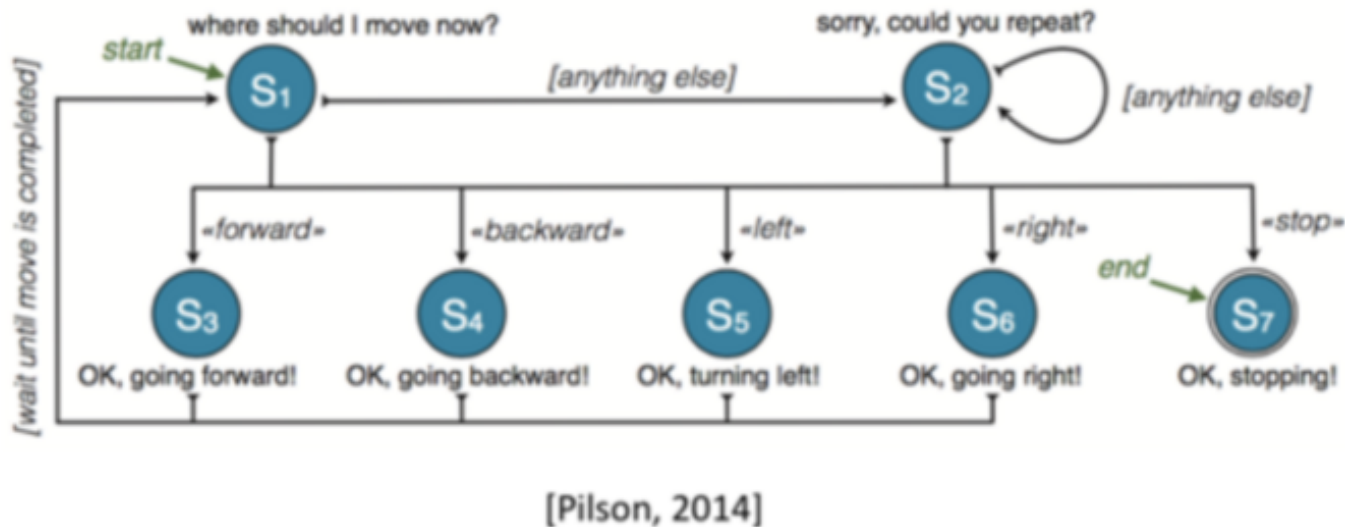 where should I move now?
sorry, could you repeat?
start
S1
[anything else]
S2
[anything else]
[wait until move is completed]
«forward»
«backward»
«left»
«right»
«stop»
end
S3
S4
S5
S6
S7
OK, going forward!
OK, going backward!
OK, turning left!
OK, going right!
OK, stopping!
[Pilson, 2014]